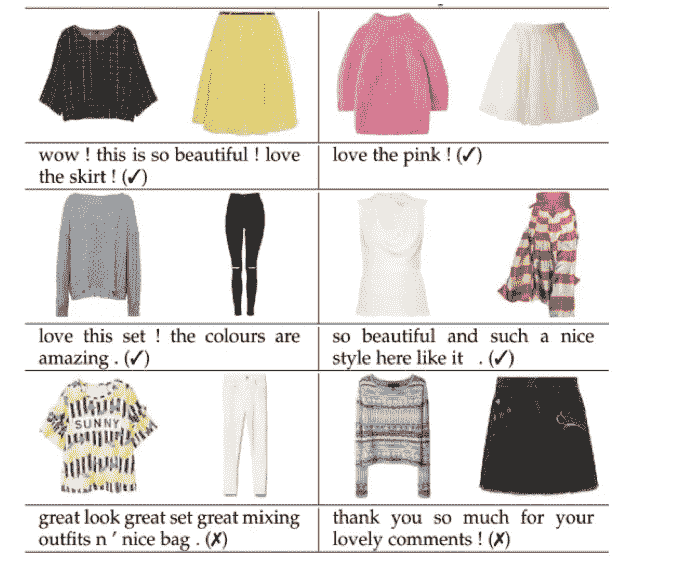 wow ! this is so beautiful ! love
the skirt ! (✓)
love the pink ! (✓)
love this set ! the colours are
amazing . (✓)
so beautiful and such a nice
style here like it . (✓)
SUNNY
great look great set great mixing
outfits n ' nice bag . (✗)
thank you so much for your
lovely comments ! (✗)